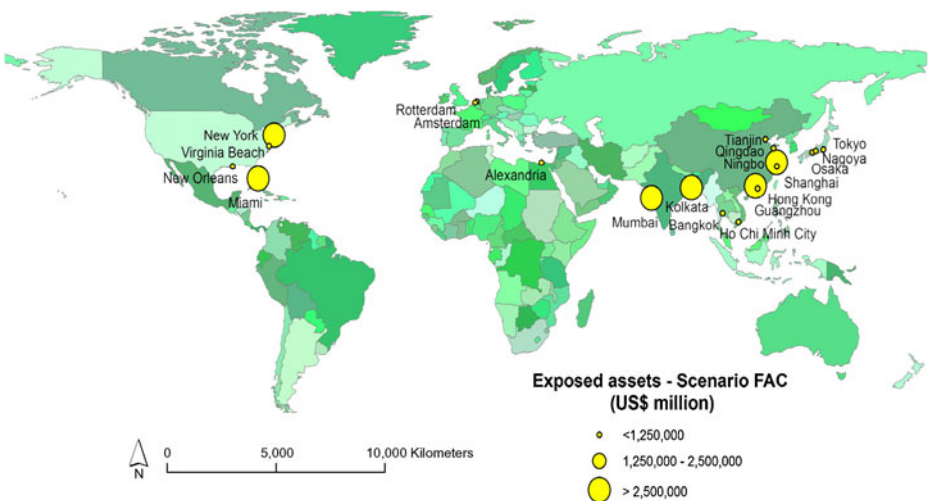 Rotterdam
Amsterdam
New York
Virginia Beach
New Orleans
Miami
Alexandria
Tianjin
Qingdao
Ningbo
Tokyo
Nagoya
Osaka
Shanghai
Hong Kong
Guangzhou
Kolkata
Mumbai
Bangkok
Ho Chi Minh City
Exposed assets - Scenario FAC
(US$ million)
<1,250,000
1,250,000 - 2,500,000
> 2,500,000
0 5,000 10,000 Kilometers
N